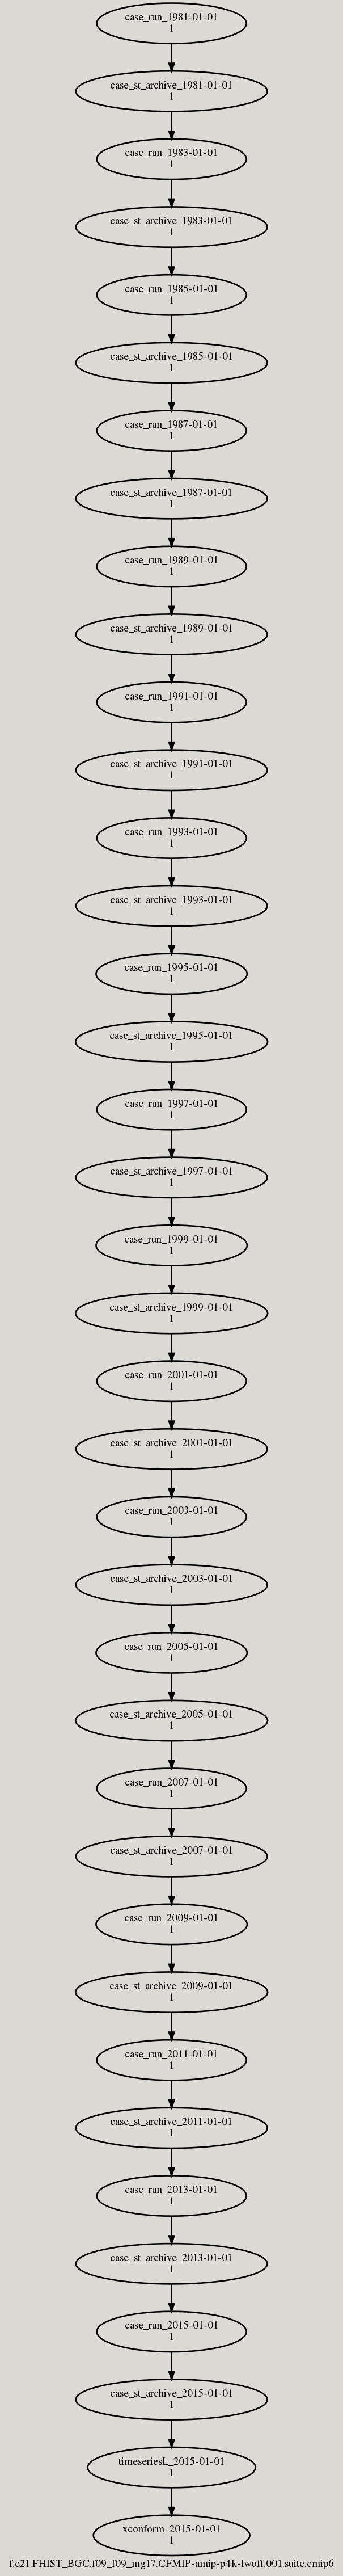 case_run_1981-01-01
1
case_st_archive_1981-01-01
1
case_run_1983-01-01
1
case_st_archive_1983-01-01
1
case_run_1985-01-01
1
case_st_archive_1985-01-01
1
case_run_1987-01-01
1
case_st_archive_1987-01-01
1
case_run_1989-01-01
1
case_st_archive_1989-01-01
1
case_run_1991-01-01
1
case_st_archive_1991-01-01
1
case_run_1993-01-01
1
case_st_archive_1993-01-01
1
case_run_1995-01-01
1
case_st_archive_1995-01-01
1
case_run_1997-01-01
1
case_st_archive_1997-01-01
1
case_run_1999-01-01
1
case_st_archive_1999-01-01
1
case_run_2001-01-01
1
case_st_archive_2001-01-01
1
case_run_2003-01-01
1
case_st_archive_2003-01-01
1
case_run_2005-01-01
1
case_st_archive_2005-01-01
1
case_run_2007-01-01
1
case_st_archive_2007-01-01
1
case_run_2009-01-01
1
case_st_archive_2009-01-01
1
case_run_2011-01-01
1
case_st_archive_2011-01-01
1
case_run_2013-01-01
1
case_st_archive_2013-01-01
1
case_run_2015-01-01
1
case_st_archive_2015-01-01
1
timeseriesL_2015-01-01
1
xconform_2015-01-01
1
f.e21.FHIST_BGC.f09_f09_mg17.CFMIP-amip-p4k-lwoff.001.suite.cmip6